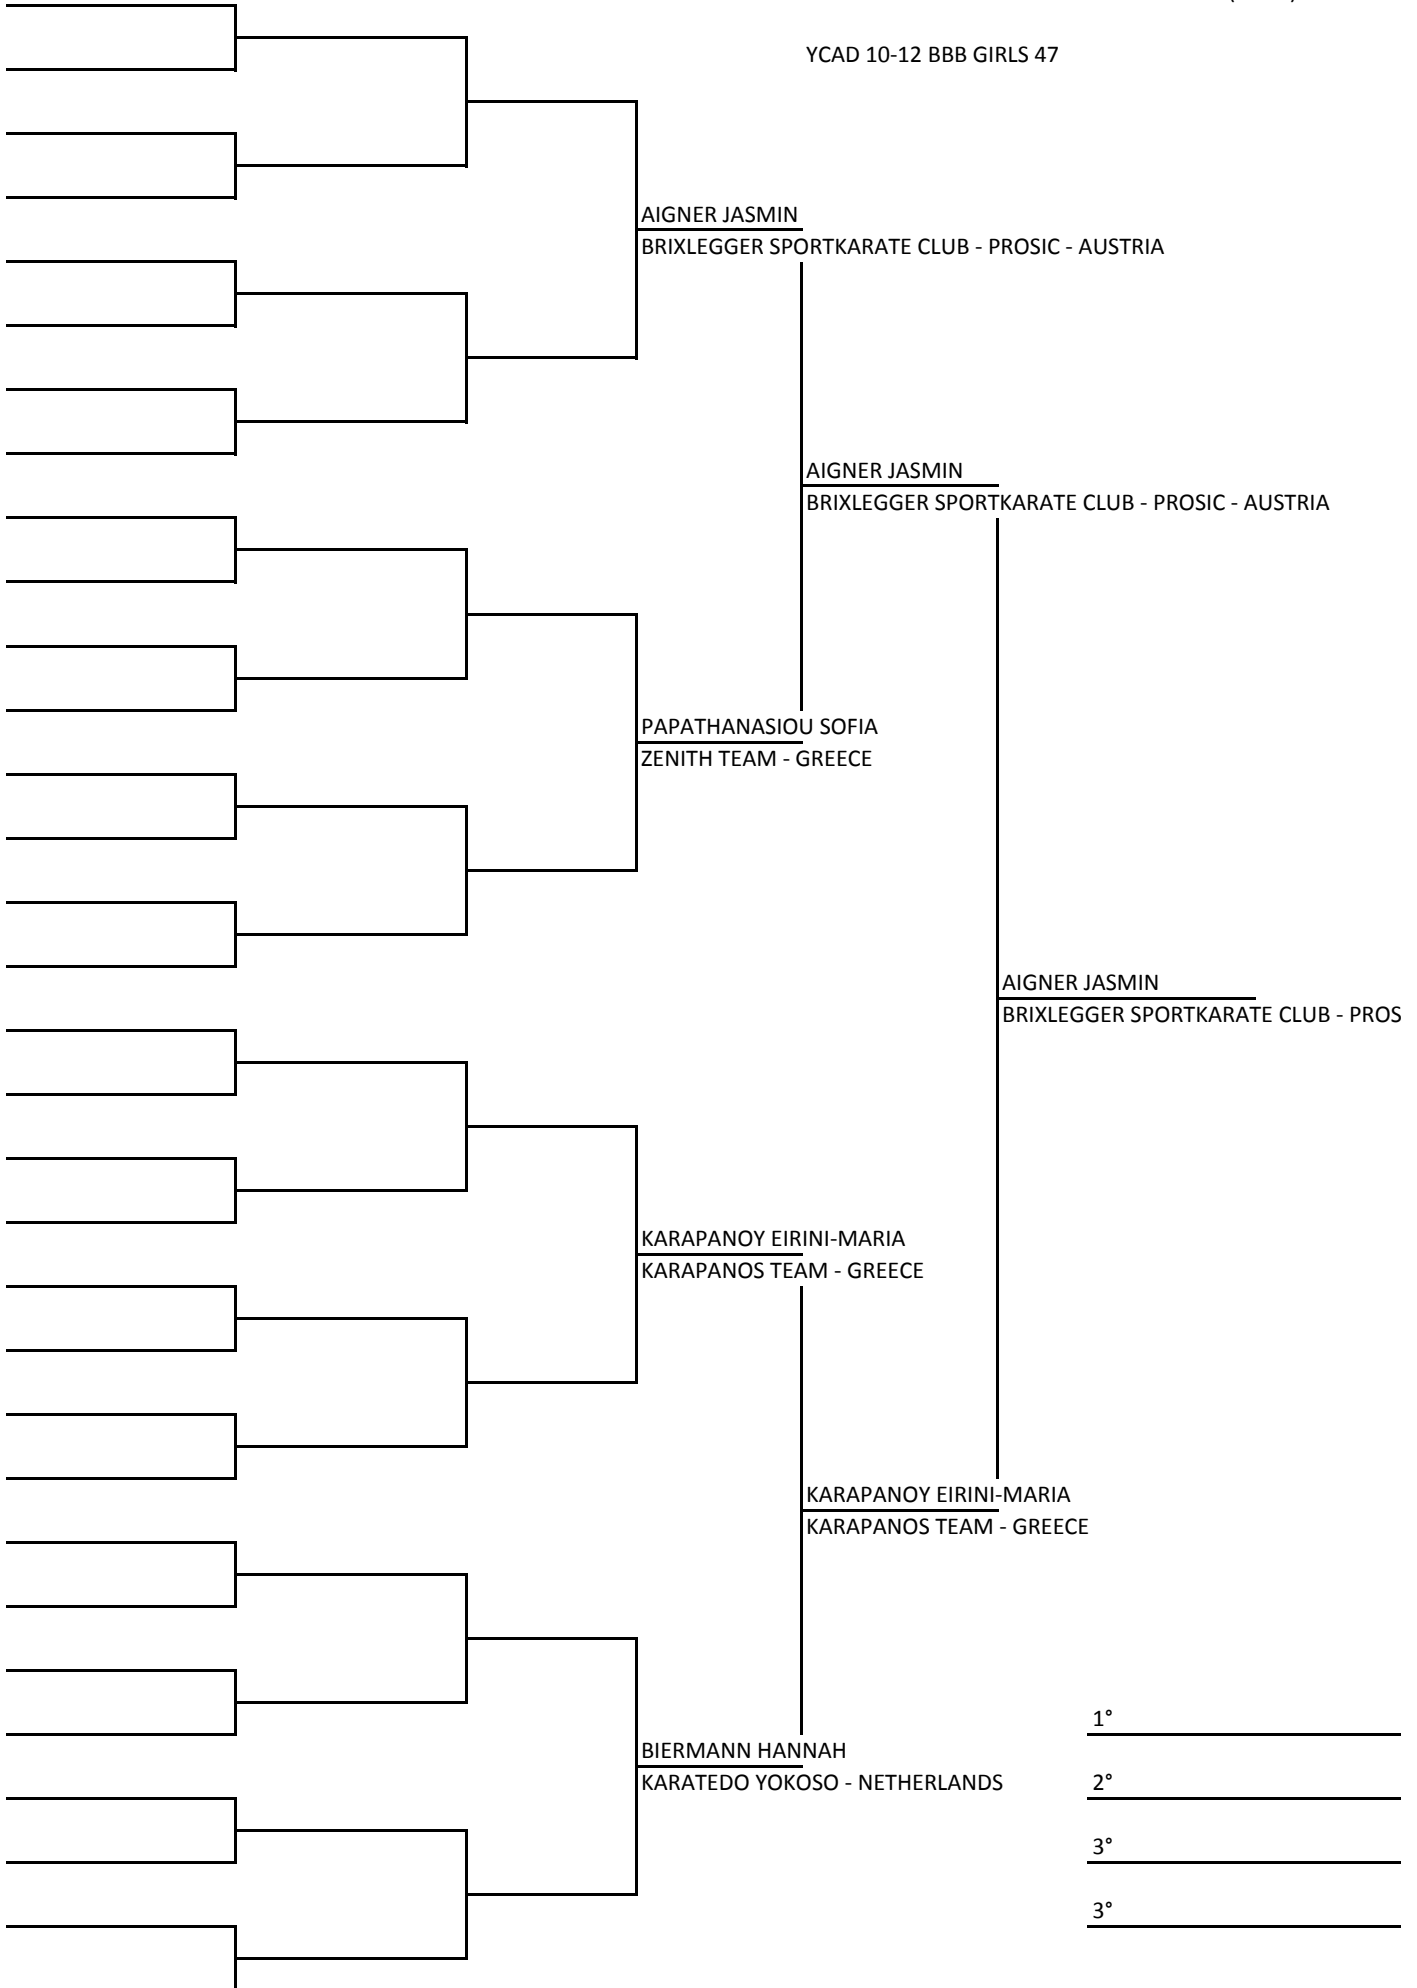 YCAD 10-12 BBB GIRLS 47
AIGNER JASMIN
BRIXLEGGER SPORTKARATE CLUB - PROSIC - AUSTRIA
AIGNER JASMIN
BRIXLEGGER SPORTKARATE CLUB - PROSIC - AUSTRIA
PAPATHANASIOU SOFIA
ZENITH TEAM - GREECE
AIGNER JASMIN
BRIXLEGGER SPORTKARATE CLUB - PROS
KARAPANOY EIRINI-MARIA
KARAPANOS TEAM - GREECE
KARAPANOY EIRINI-MARIA
KARAPANOS TEAM - GREECE
1°
BIERMANN HANNAH
KARATEDO YOKOSO - NETHERLANDS
2°
3°
3°